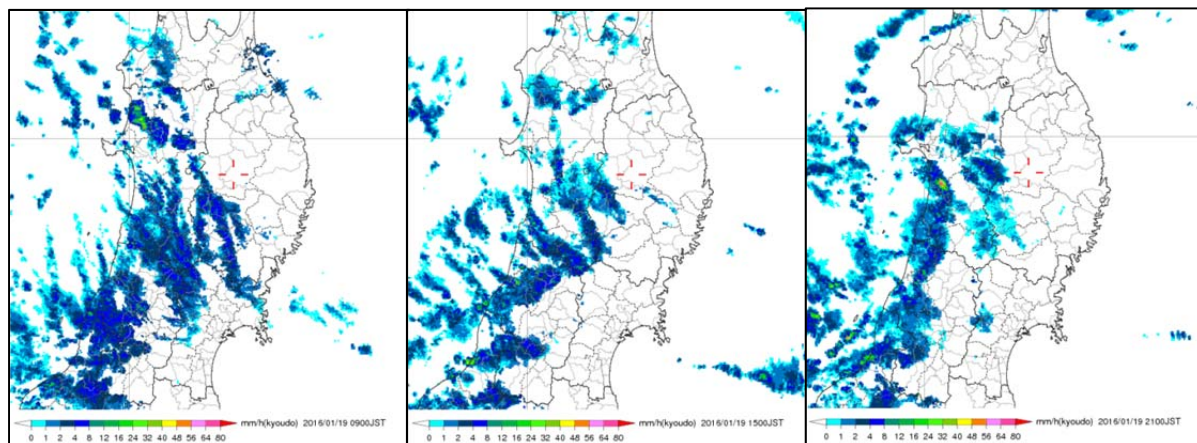 mm/h(kyoudo) 2016/01/19 0900JST
0 1 2 4 8 12 16 24 32 40 48 56 64 80
mm/h(kyoudo) 2016/01/19 1500JST
0 1 2 4 8 12 16 24 32 40 48 56 64 80
mm/h(kyoudo) 2016/01/19 2100JST
0 1 2 4 8 12 16 24 32 40 48 56 64 80